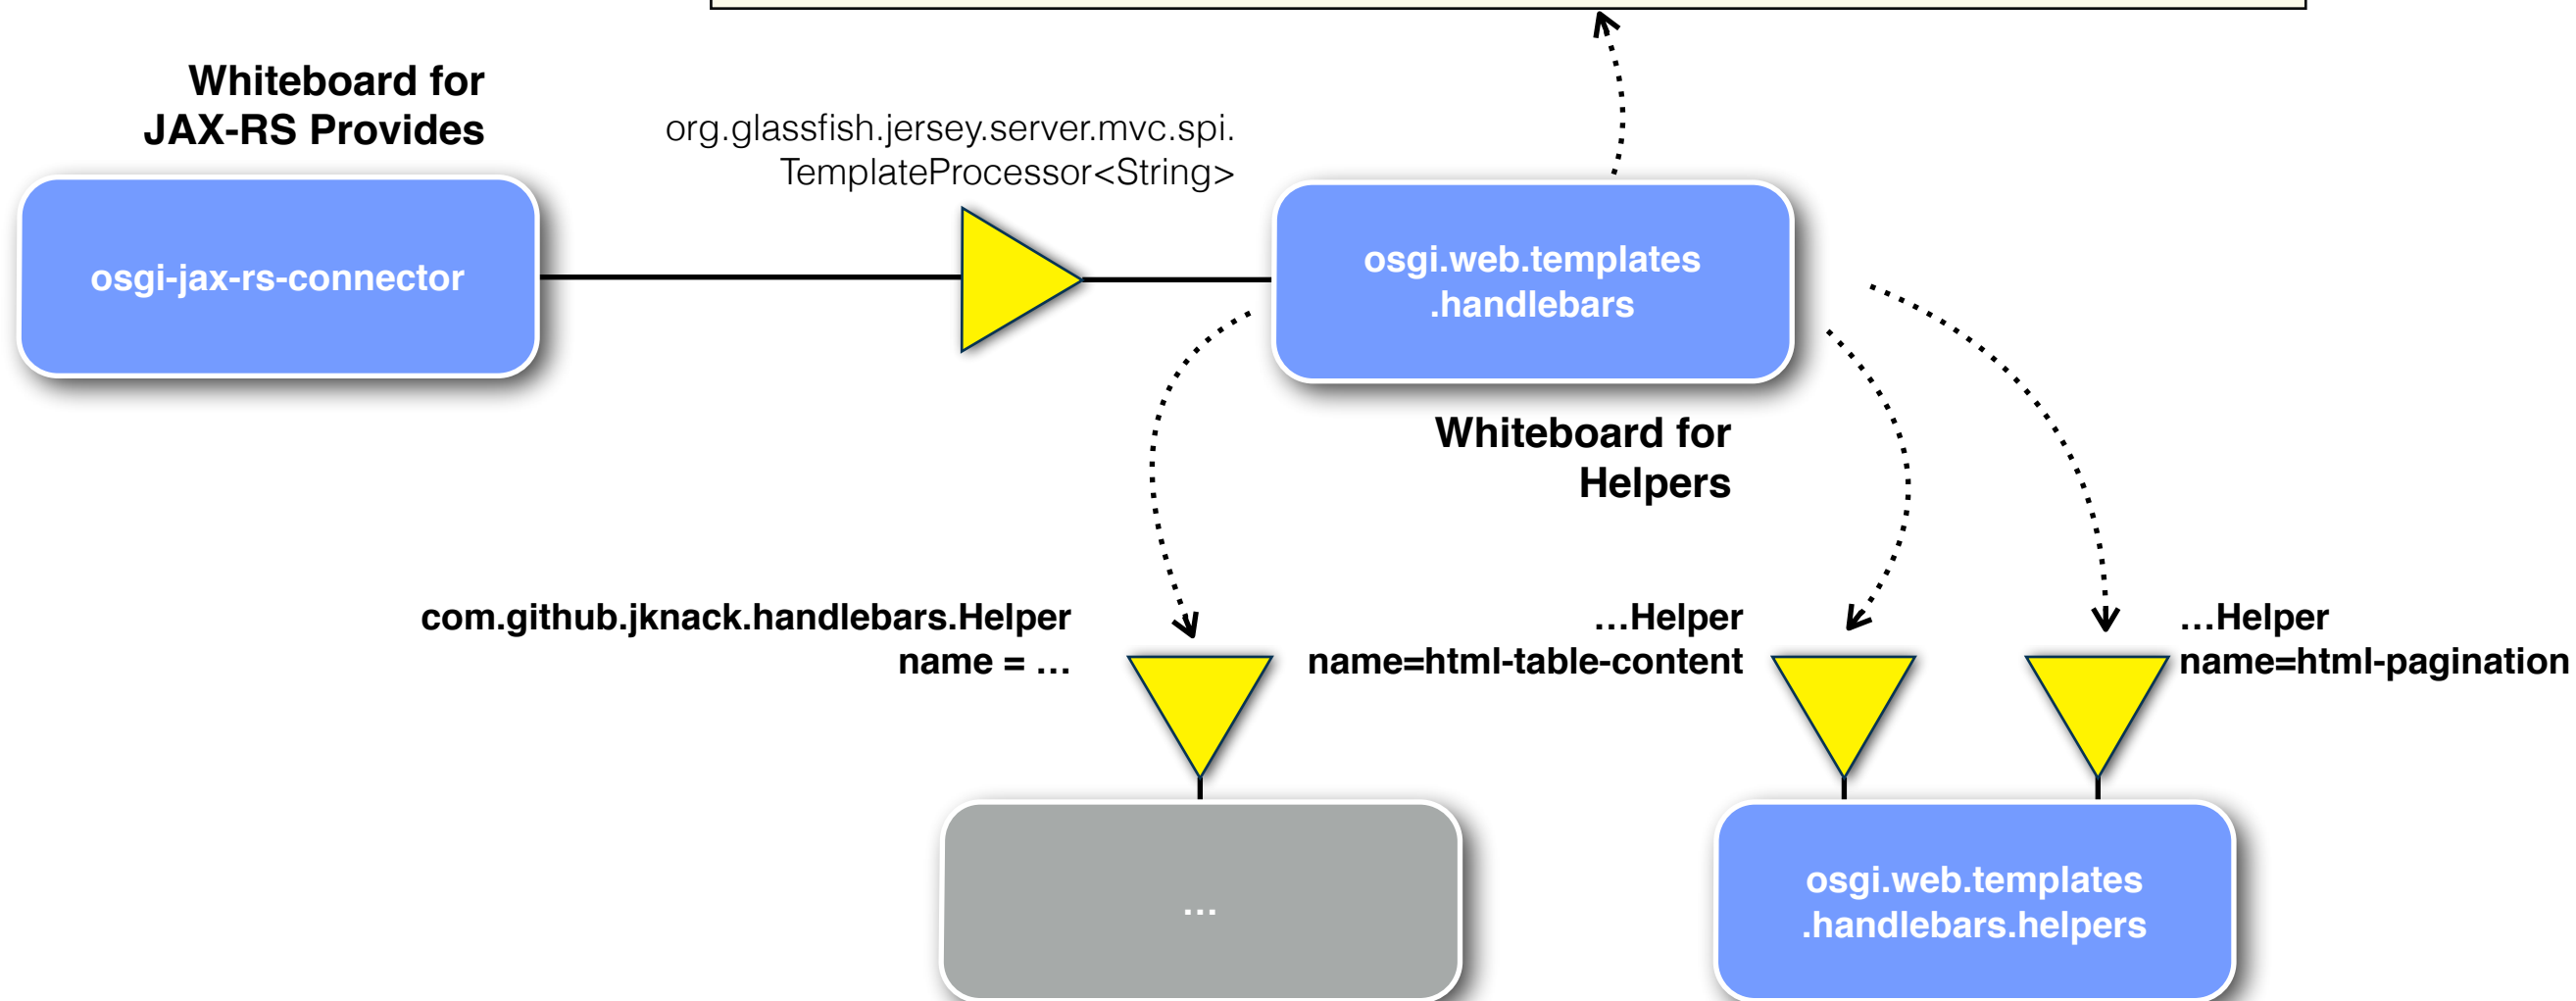 Whiteboard for
JAX-RS Provides
org.glassfish.jersey.server.mvc.spi.
TemplateProcessor<String>
osgi-jax-rs-connector
osgi.web.templates
.handlebars
Whiteboard for
Helpers
com.github.jknack.handlebars.Helper
name = ...
...Helper
name=html-table-content
...Helper
name=html-pagination
...
osgi.web.templates
.handlebars.helpers